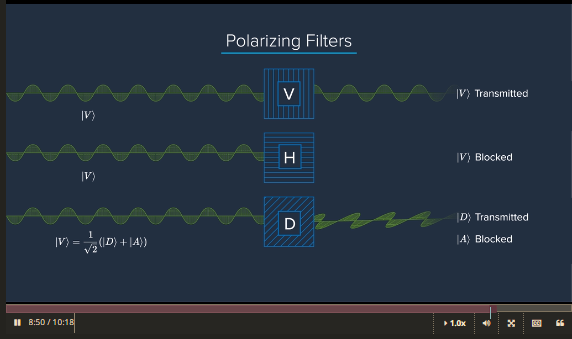 Polarizing Filters
V
|V⟩ Transmitted
|V⟩
H
|V⟩ Blocked
|V⟩
D
|D⟩ Transmitted
|V⟩ = 1/√2 (|D⟩ + |A⟩)
|A⟩ Blocked
8:50 / 10:18
1.0x